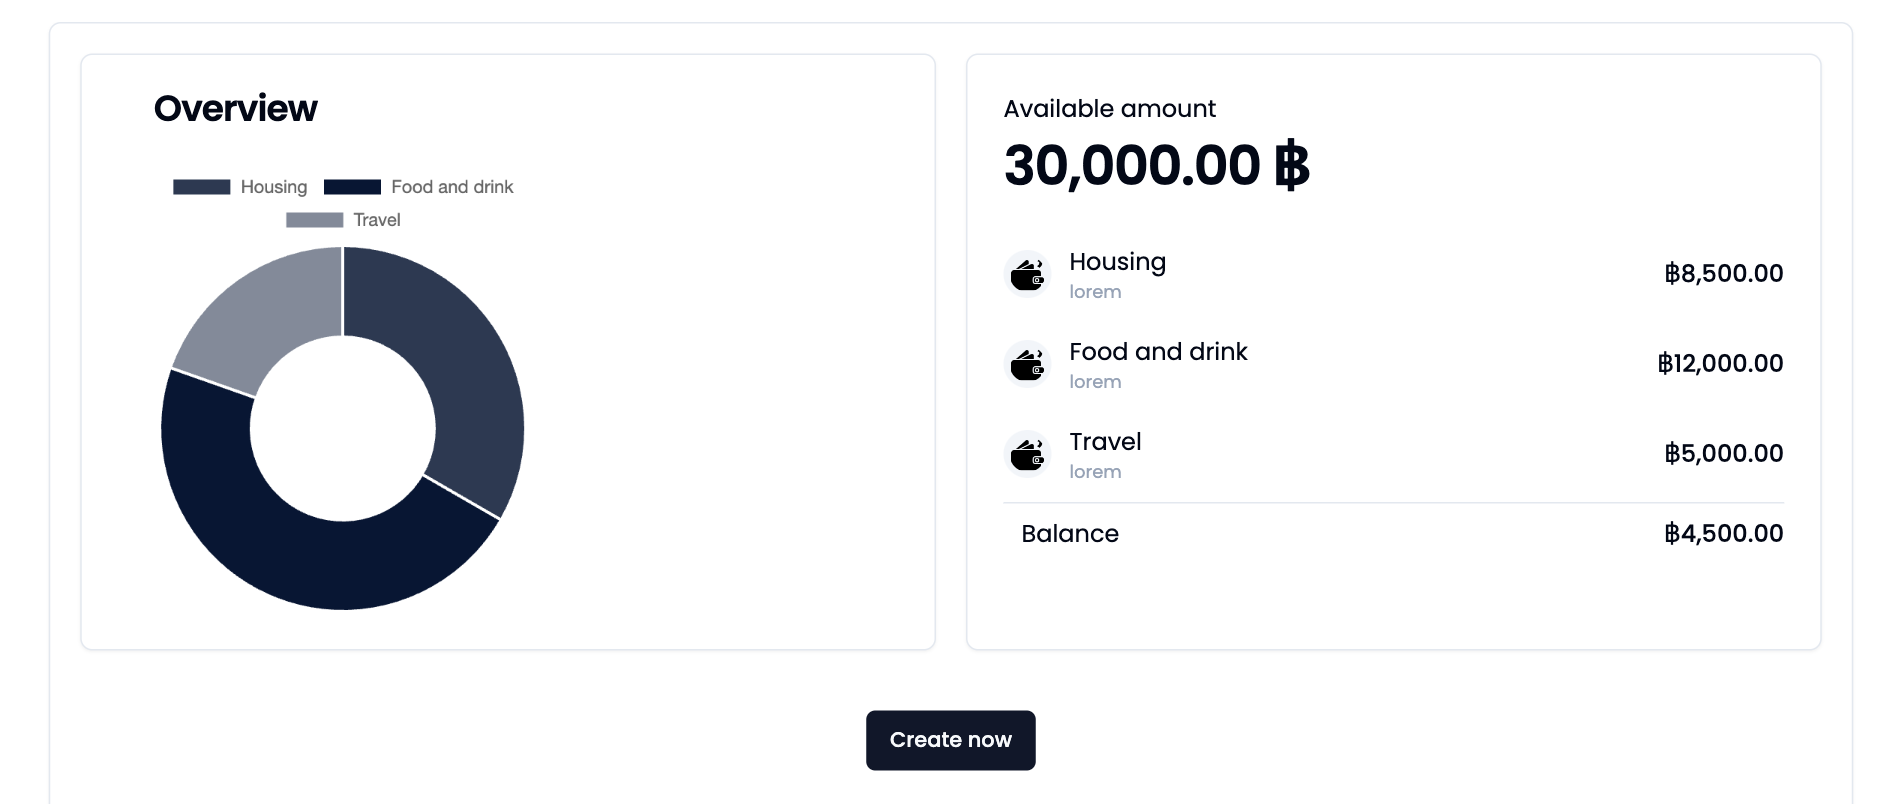 Overview
Housing
Food and drink
Travel
Available amount
30,000.00 ฿
Housing
lorem
฿8,500.00
Food and drink
lorem
฿12,000.00
Travel
lorem
฿5,000.00
Balance
฿4,500.00
Create now